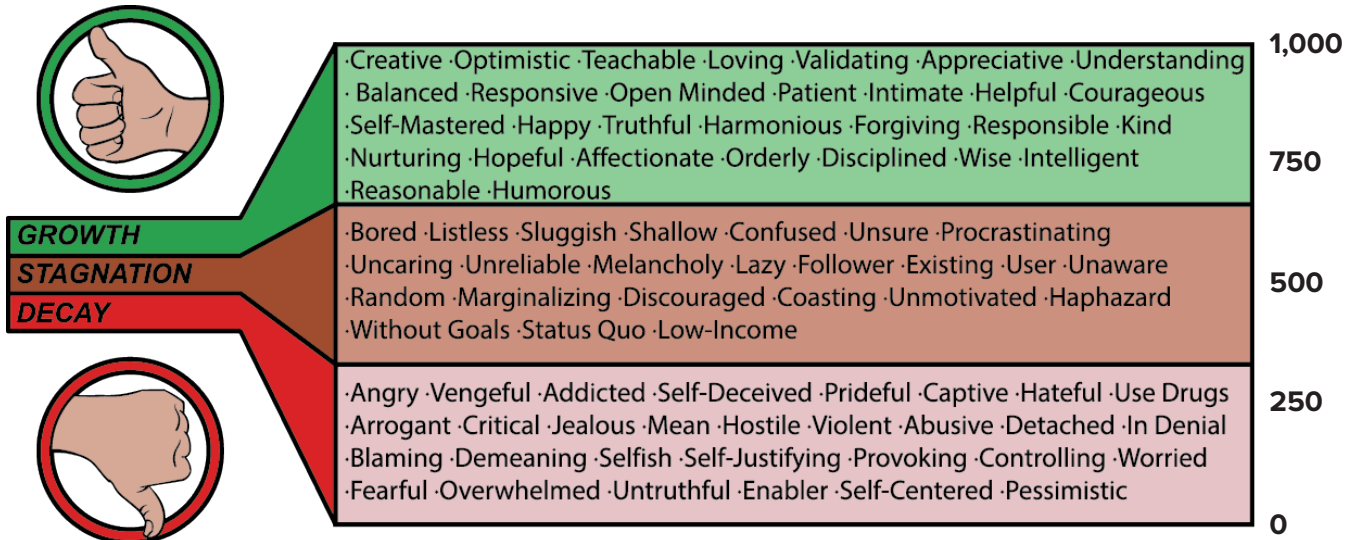 ·Creative ·Optimistic ·Teachable ·Loving ·Validating ·Appreciative ·Understanding
· Balanced ·Responsive ·Open Minded ·Patient ·Intimate ·Helpful ·Courageous
·Self-Mastered ·Happy ·Truthful ·Harmonious ·Forgiving ·Responsible ·Kind
·Nurturing ·Hopeful ·Affectionate ·Orderly ·Disciplined ·Wise ·Intelligent
·Reasonable ·Humorous
GROWTH
·Bored ·Listless ·Sluggish ·Shallow ·Confused ·Unsure ·Procrastinating
·Uncaring ·Unreliable ·Melancholy ·Lazy ·Follower ·Existing ·User ·Unaware
·Random ·Marginalizing ·Discouraged ·Coasting ·Unmotivated ·Haphazard
·Without Goals ·Status Quo ·Low-Income
STAGNATION
DECAY
·Angry ·Vengeful ·Addicted ·Self-Deceived ·Prideful ·Captive ·Hateful ·Use Drugs
·Arrogant ·Critical ·Jealous ·Mean ·Hostile ·Violent ·Abusive ·Detached ·In Denial
·Blaming ·Demeaning ·Selfish ·Self-Justifying ·Provoking ·Controlling ·Worried
·Fearful ·Overwhelmed ·Untruthful ·Enabler ·Self-Centered ·Pessimistic
1,000
750
500
250
0